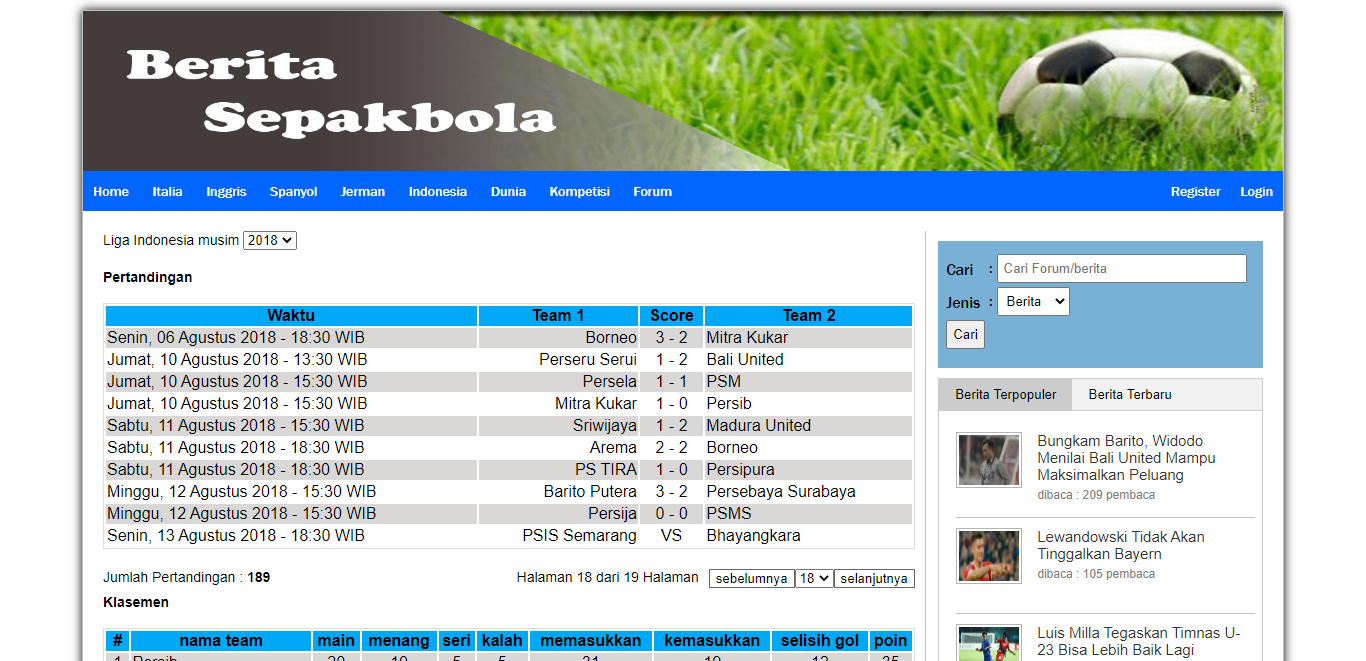 Berita
Sepakbola
Home Italia Inggris Spanyol Jerman Indonesia Dunia Kompetisi Forum Register Login
Liga Indonesia musim 2018
Pertandingan
Waktu Team 1 Score Team 2
Senin, 06 Agustus 2018 - 18:30 WIB Borneo 3 - 2 Mitra Kukar
Jumat, 10 Agustus 2018 - 13:30 WIB Perseru Serui 1 - 2 Bali United
Jumat, 10 Agustus 2018 - 15:30 WIB Persela 1 - 1 PSM
Jumat, 10 Agustus 2018 - 15:30 WIB Mitra Kukar 1 - 0 Persib
Sabtu, 11 Agustus 2018 - 15:30 WIB Sriwijaya 1 - 2 Madura United
Sabtu, 11 Agustus 2018 - 18:30 WIB Arema 2 - 2 Borneo
Sabtu, 11 Agustus 2018 - 18:30 WIB PS TIRA 1 - 0 Persipura
Minggu, 12 Agustus 2018 - 15:30 WIB Barito Putera 3 - 2 Persebaya Surabaya
Minggu, 12 Agustus 2018 - 15:30 WIB Persija 0 - 0 PSMS
Senin, 13 Agustus 2018 - 18:30 WIB PSIS Semarang VS Bhayangkara
Jumlah Pertandingan : 189 Halaman 18 dari 19 Halaman sebelumnya 18 selanjutnya
Klasemen
# nama team main menang seri kalah memasukkan kemasukkan selisih gol poin
Cari : Cari Forum/berita
Jenis : Berita
Cari
Berita Terpopuler Berita Terbaru
Bungkam Barito, Widodo
Menilai Bali United Mampu
Maksimalkan Peluang
dibaca : 209 pembaca
Lewandowski Tidak Akan
Tinggalkan Bayern
dibaca : 105 pembaca
Luis Milla Tegaskan Timnas U-
23 Bisa Lebih Baik Lagi